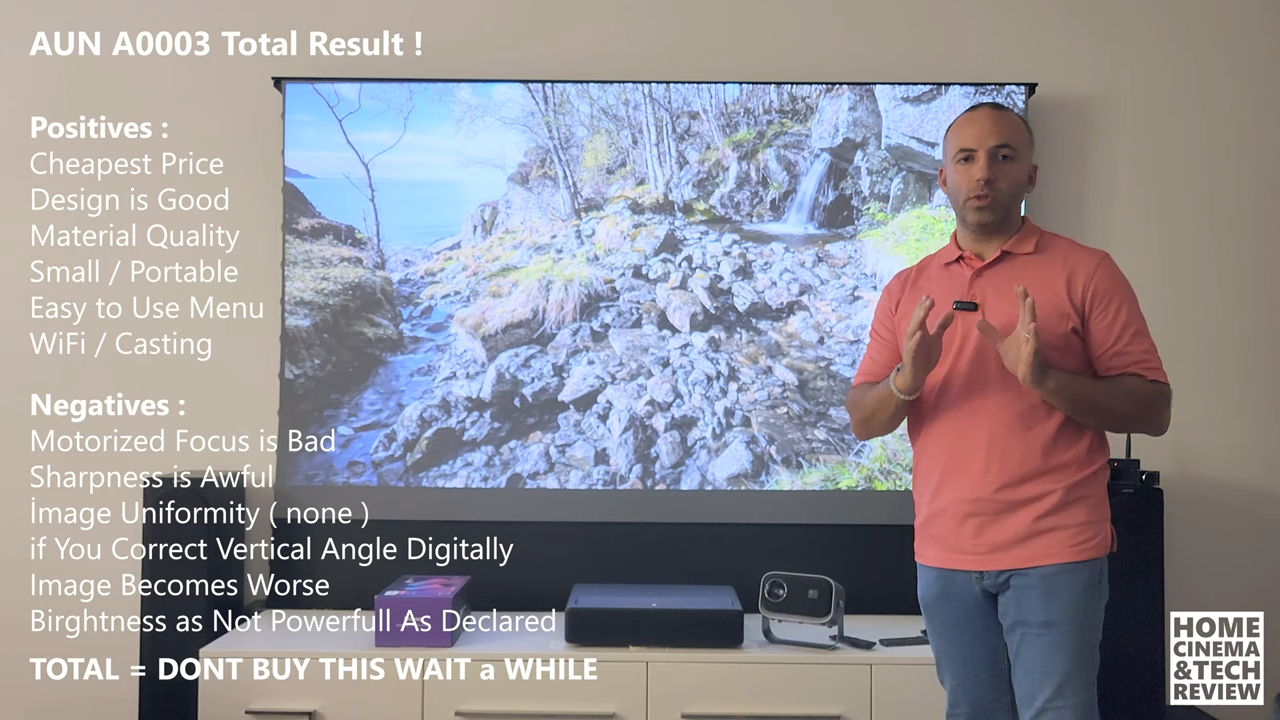 AUN A0003 Total Result !
Positives :
Cheapest Price
Design is Good
Material Quality
Small / Portable
Easy to Use Menu
WiFi / Casting
Negatives :
Motorized Focus is Bad
Sharpness is Awful
İmage Uniformity ( none )
if You Correct Vertical Angle Digitally
Image Becomes Worse
Birghtness as Not Powerfull As Declared
TOTAL = DONT BUY THIS WAIT a WHILE
HOME
CINEMA
&TECH
REVIEW